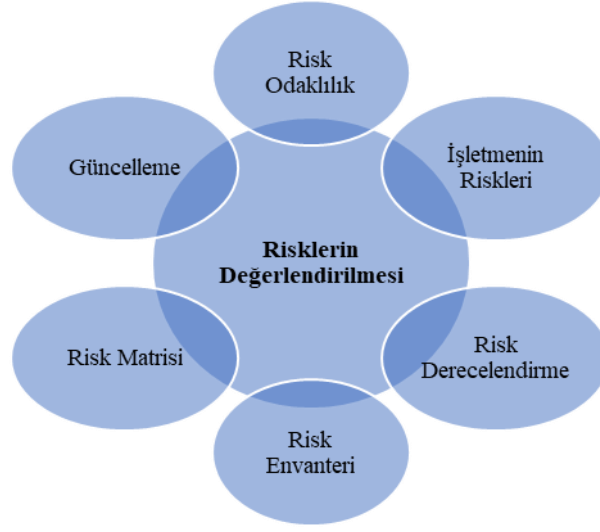 Risk
Odaklılık
İşletmenin
Riskleri
Risk
Derecelendirme
Risk
Envanteri
Risk Matrisi
Güncelleme
Risklerin
Değerlendirilmesi